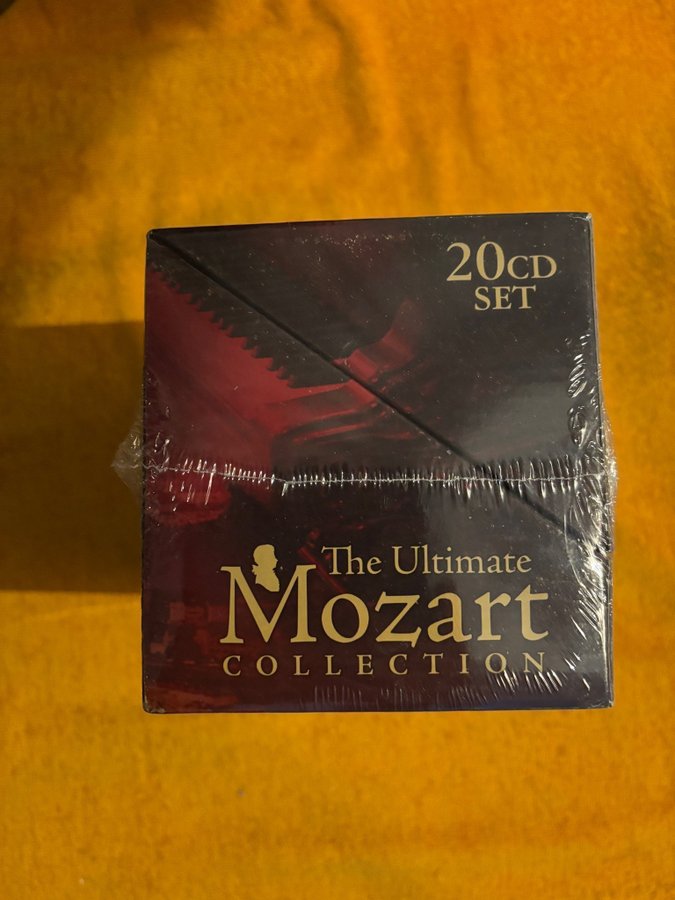 20CD
SET
The Ultimate
Mozart
COLLECTION